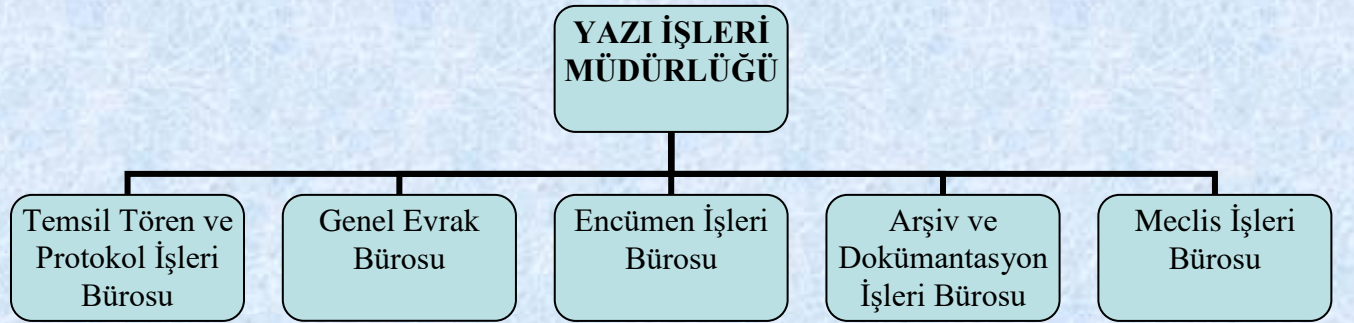 YAZI İŞLERİ
MÜDÜRLÜĞÜ
Temsil Tören ve
Protokol İşleri
Bürosu
Genel Evrak
Bürosu
Encümen İşleri
Bürosu
Arşiv ve
Dokümantasyon
İşleri Bürosu
Meclis İşleri
Bürosu